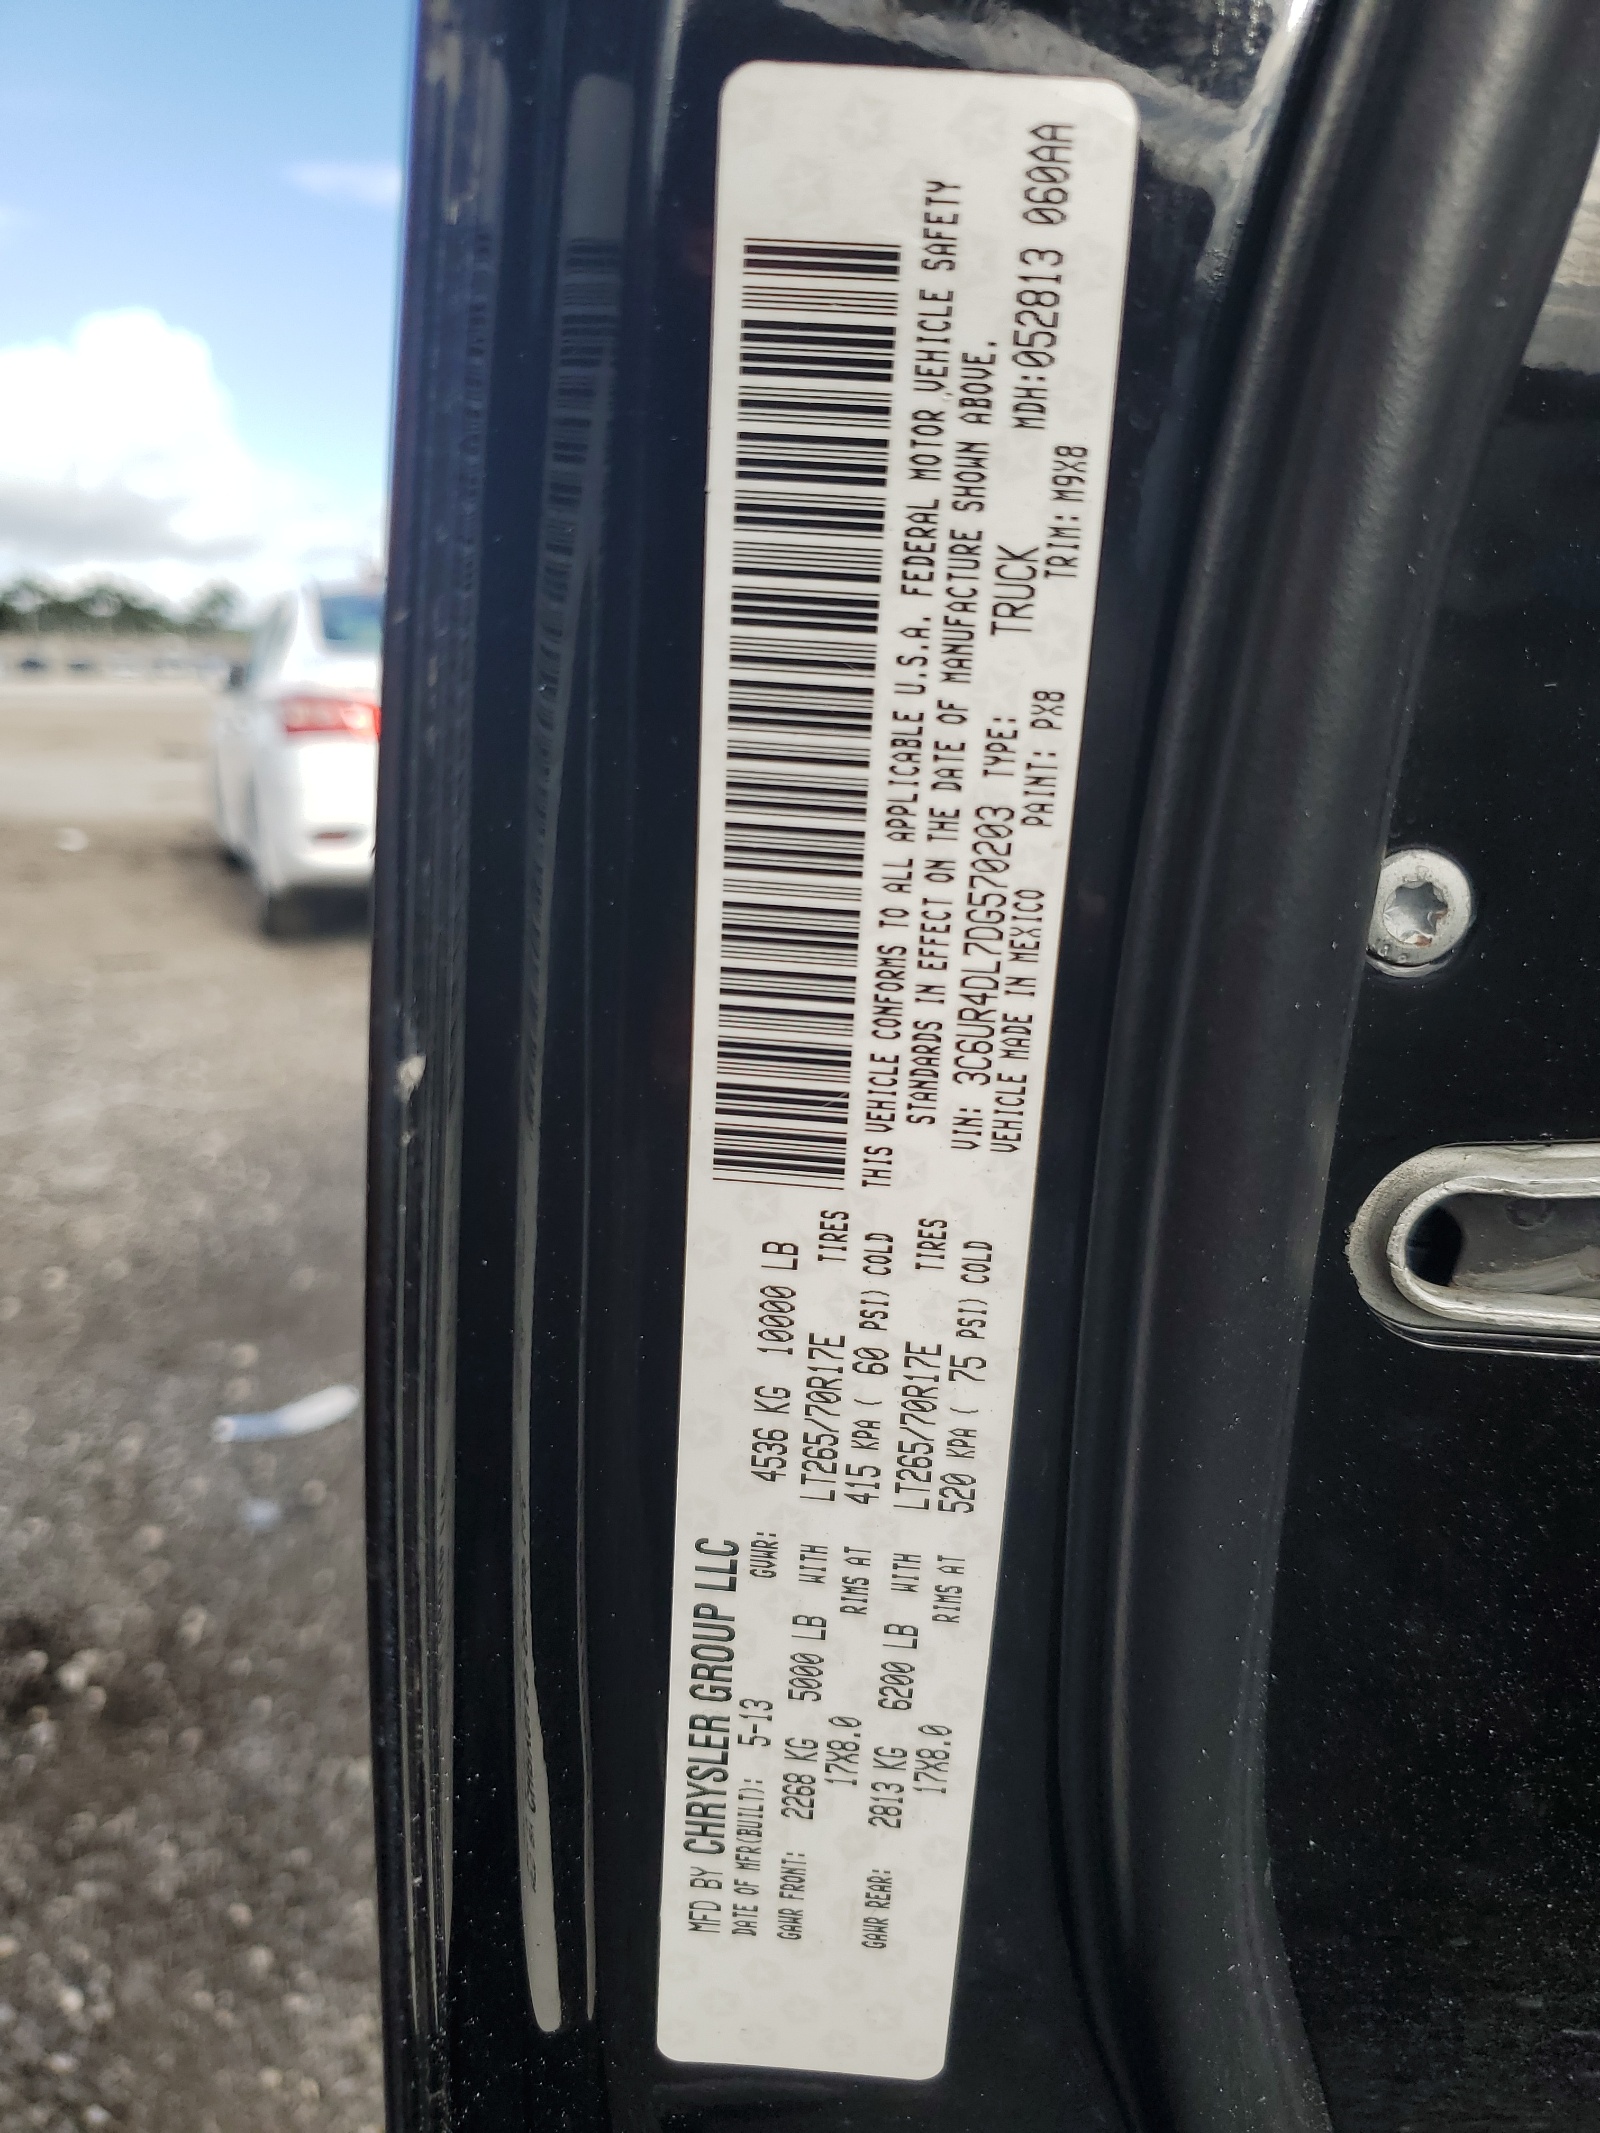 MFD BY CHRYSLER GROUP LLC
DATE OF MFR(BUILT): 5-13 GVWR: 4536 KG 10000 LB
GAWR FRONT: 2268 KG 5000 LB WITH LT265/70R17E TIRES
17X8.0 RIMS AT 415 KPA ( 60 PSI) COLD
GAWR REAR: 2813 KG 6200 LB WITH LT265/70R17E TIRES
17X8.0 RIMS AT 520 KPA ( 75 PSI) COLD
THIS VEHICLE CONFORMS TO ALL APPLICABLE U.S.A. FEDERAL MOTOR VEHICLE SAFETY
STANDARDS IN EFFECT ON THE DATE OF MANUFACTURE SHOWN ABOVE.
VIN: 3C6UR4DL7DG570203 TYPE: TRUCK MDH:052813 060AA
VEHICLE MADE IN MEXICO PAINT: PX8 TRIM: M9X8